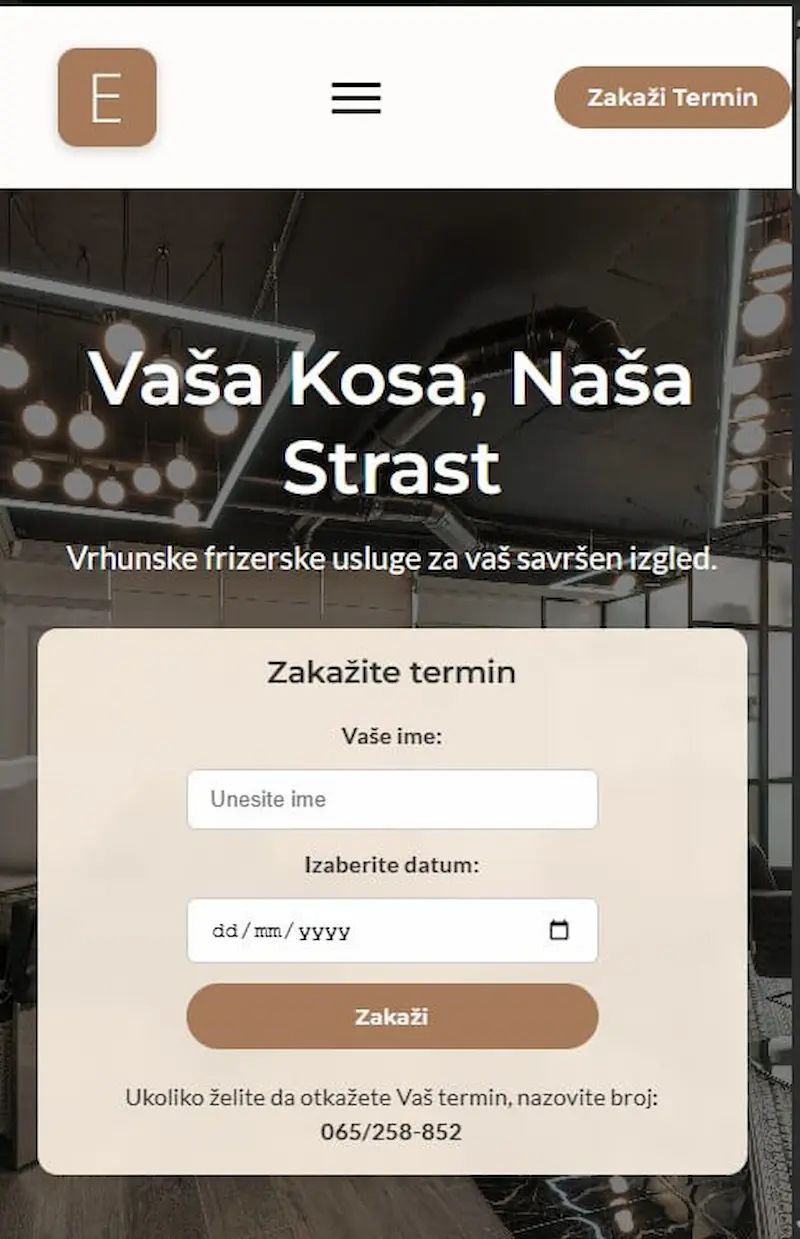 E
Zakaži Termin
Vaša Kosa, Naša
Strast
Vrhunske frizerske usluge za vaš savršen izgled.
Zakažite termin
Vaše ime:
Unesite ime
Izaberite datum:
dd/mm/yyyy
Zakaži
Ukoliko želite da otkažete Vaš termin, nazovite broj:
065/258-852